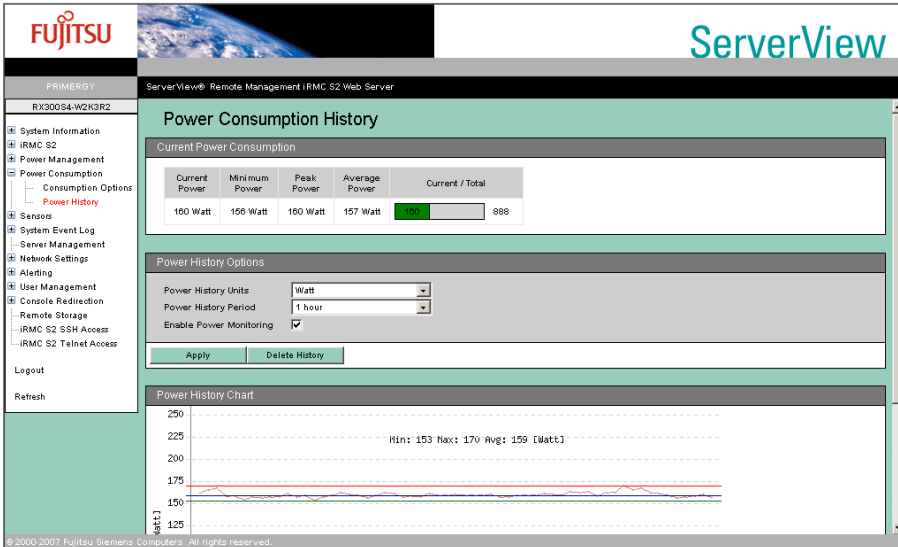 FUJITSU
ServerView
PRIMERGY
ServerView® Remote Management iRMC S2 Web Server
RX300S4-W2K3R2
System Information
iRMC S2
Power Management
Power Consumption
Consumption Options
Power History
Sensors
System Event Log
Server Management
Network Settings
Alerting
User Management
Console Redirection
Remote Storage
iRMC S2 SSH Access
iRMC S2 Telnet Access
Logout
Refresh
Power Consumption History
Current Power Consumption
Current Power Minimum Power Peak Power Average Power Current / Total
160 Watt 156 Watt 160 Watt 157 Watt 160 888
Power History Options
Power History Units Watt
Power History Period 1 hour
Enable Power Monitoring
Apply Delete History
Power History Chart
250
225
Min: 153 Max: 170 Avg: 159 [Watt]
200
175
150
125
Watt]
© 2000-2007 Fujitsu Siemens Computers All rights reserved.